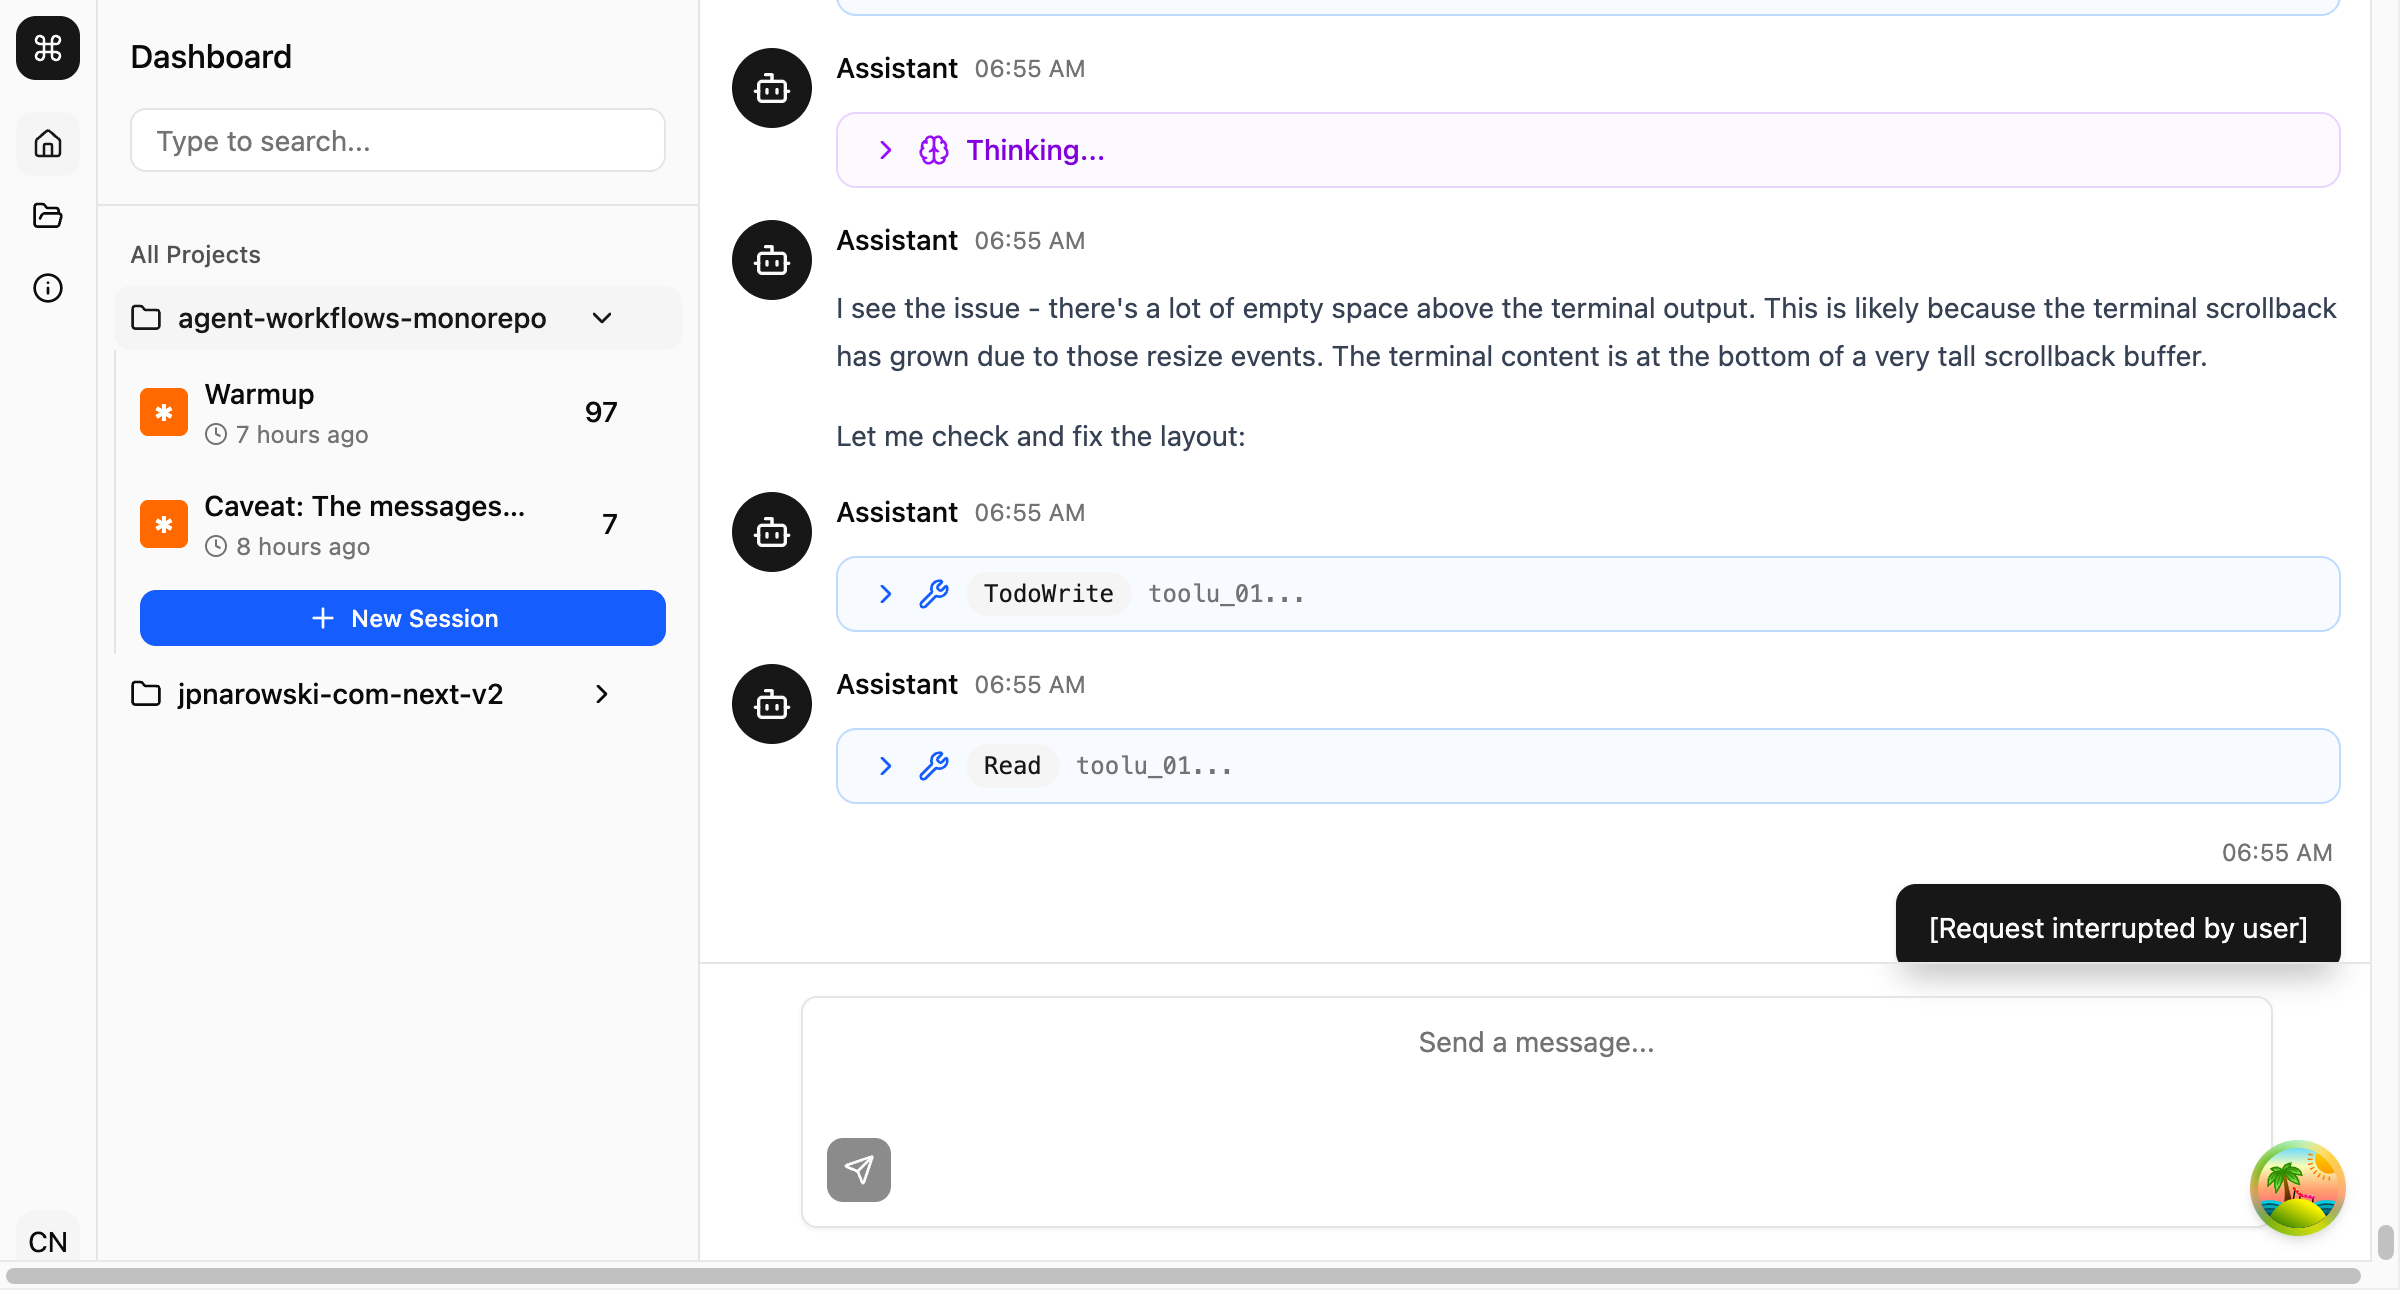 Dashboard
Type to search...
All Projects
agent-workflows-monorepo
Warmup
97
7 hours ago
Caveat: The messages...
7
8 hours ago
New Session
jpnarowski-com-next-v2
CN
Assistant 06:55 AM
Thinking...
Assistant 06:55 AM
I see the issue - there's a lot of empty space above the terminal output. This is likely because the terminal scrollback
has grown due to those resize events. The terminal content is at the bottom of a very tall scrollback buffer.
Let me check and fix the layout:
Assistant 06:55 AM
TodoWrite toolu_01...
Assistant 06:55 AM
Read toolu_01...
06:55 AM
[Request interrupted by user]
Send a message...